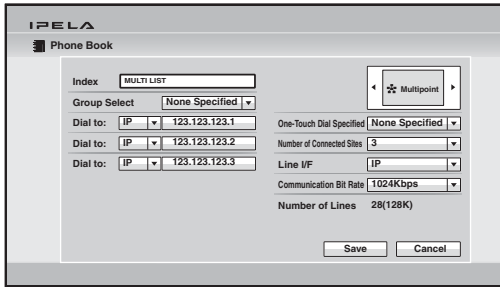 IPELA
Phone Book
Index MULTI LIST
Group Select None Specified
Dial to: IP 123.123.123.1
Dial to: IP 123.123.123.2
Dial to: IP 123.123.123.3
Multipoint
One-Touch Dial Specified None Specified
Number of Connected Sites 3
Line I/F IP
Communication Bit Rate 1024Kbps
Number of Lines 28(128K)
Save Cancel